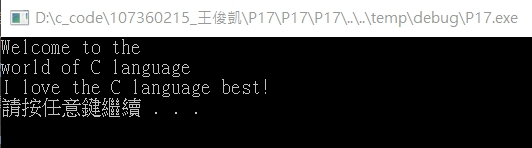 D:\c_code\107360215_王俊凱\P17\P17\P17\..\..\temp\debug\P17.exe
Welcome to the
world of C language
I love the C language best!
請按任意鍵繼續 . . .